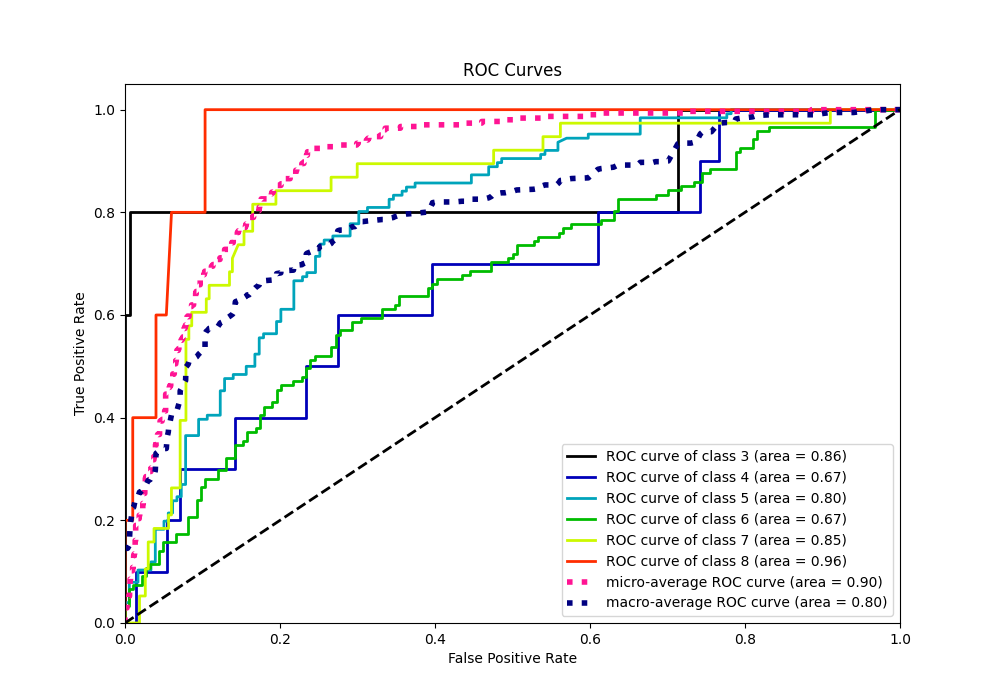 ROC Curves
True Positive Rate
1.0
0.8
0.6
0.4
0.2
0.0
ROC curve of class 3 (area = 0.86)
ROC curve of class 4 (area = 0.67)
ROC curve of class 5 (area = 0.80)
ROC curve of class 6 (area = 0.67)
ROC curve of class 7 (area = 0.85)
ROC curve of class 8 (area = 0.96)
micro-average ROC curve (area = 0.90)
macro-average ROC curve (area = 0.80)
0.0 0.2 0.4 0.6 0.8 1.0
False Positive Rate